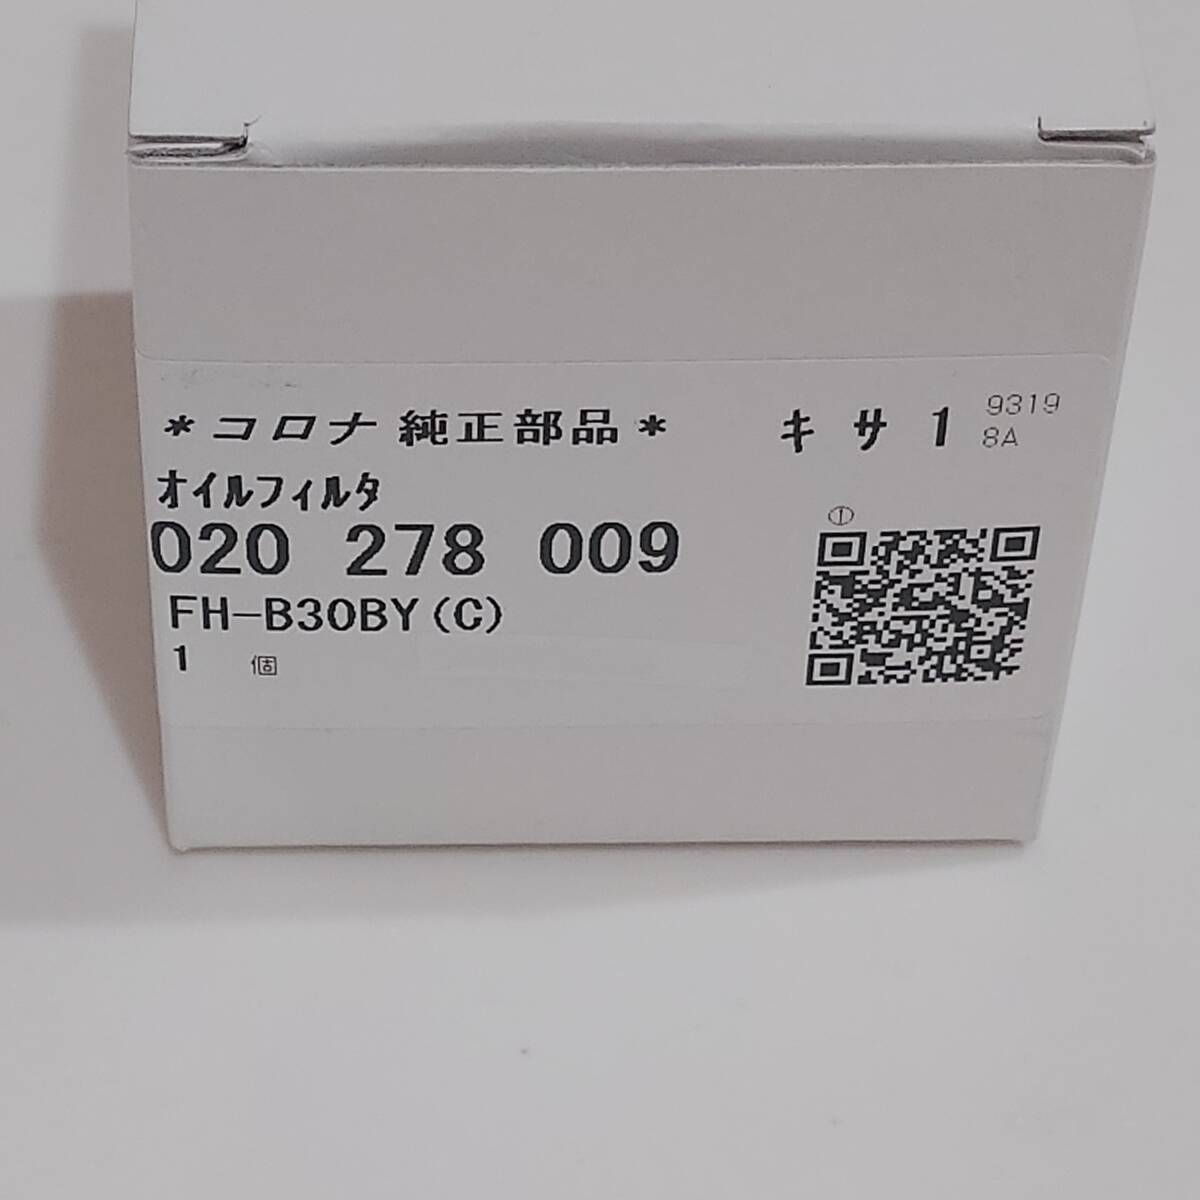 *コロナ純正部品* キサ1 9319
8A
オイルフィルタ
①
020 278 009
FH-B30BY(C)
1 個